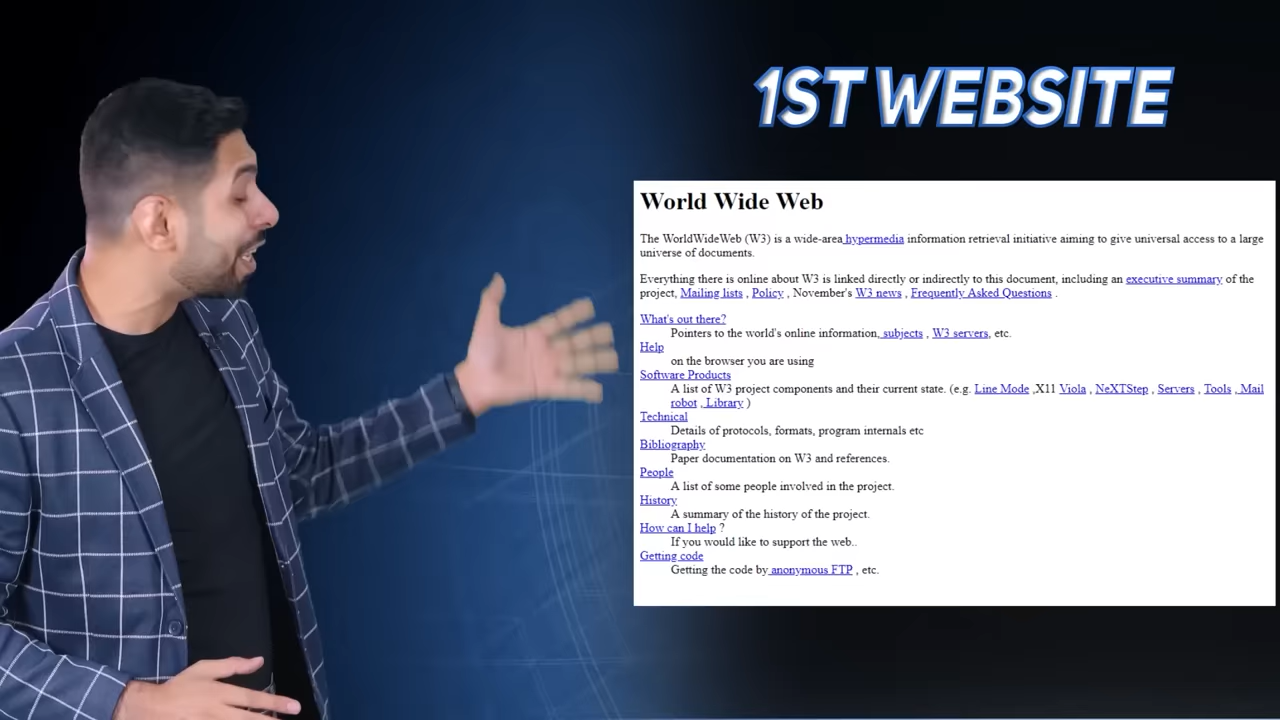 1ST WEBSITE
World Wide Web
The WorldWideWeb (W3) is a wide-area hypermedia information retrieval initiative aiming to give universal access to a large
universe of documents.
Everything there is online about W3 is linked directly or indirectly to this document, including an executive summary of the
project, Mailing lists , Policy , November's W3 news , Frequently Asked Questions .
What's out there?
Pointers to the world's online information, subjects , W3 servers, etc.
Help
on the browser you are using
Software Products
A list of W3 project components and their current state. (e.g. Line Mode ,X11 Viola , NeXTStep , Servers , Tools , Mail
robot , Library )
Technical
Details of protocols, formats, program internals etc
Bibliography
Paper documentation on W3 and references.
People
A list of some people involved in the project.
History
A summary of the history of the project.
How can I help ?
If you would like to support the web..
Getting code
Getting the code by anonymous FTP , etc.